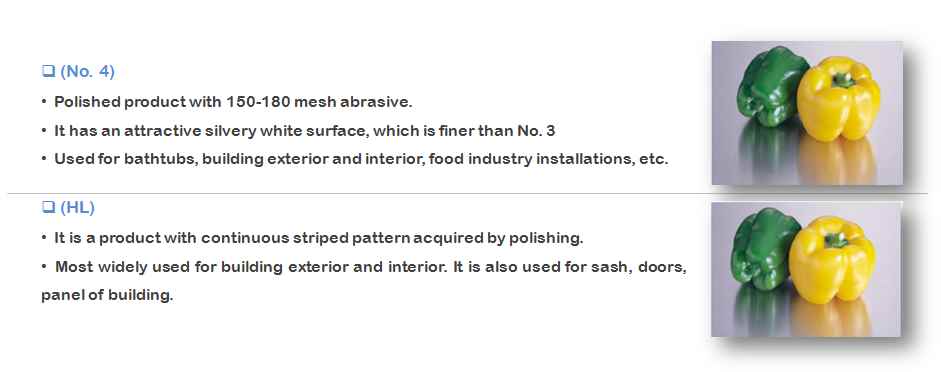 ❑ (No. 4)
• Polished product with 150-180 mesh abrasive.
• It has an attractive silvery white surface, which is finer than No. 3
• Used for bathtubs, building exterior and interior, food industry installations, etc.
❑ (HL)
• It is a product with continuous striped pattern acquired by polishing.
• Most widely used for building exterior and interior. It is also used for sash, doors,
panel of building.